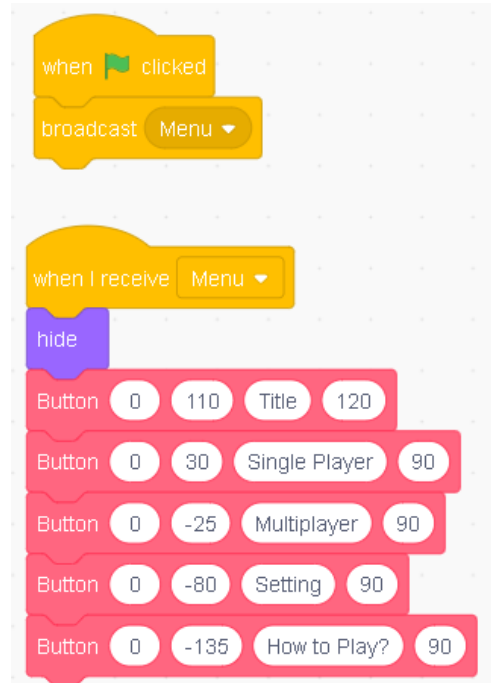 when clicked
broadcast Menu
when I receive Menu
hide
Button 0 110 Title 120
Button 0 30 Single Player 90
Button 0 -25 Multiplayer 90
Button 0 -80 Setting 90
Button 0 -135 How to Play? 90